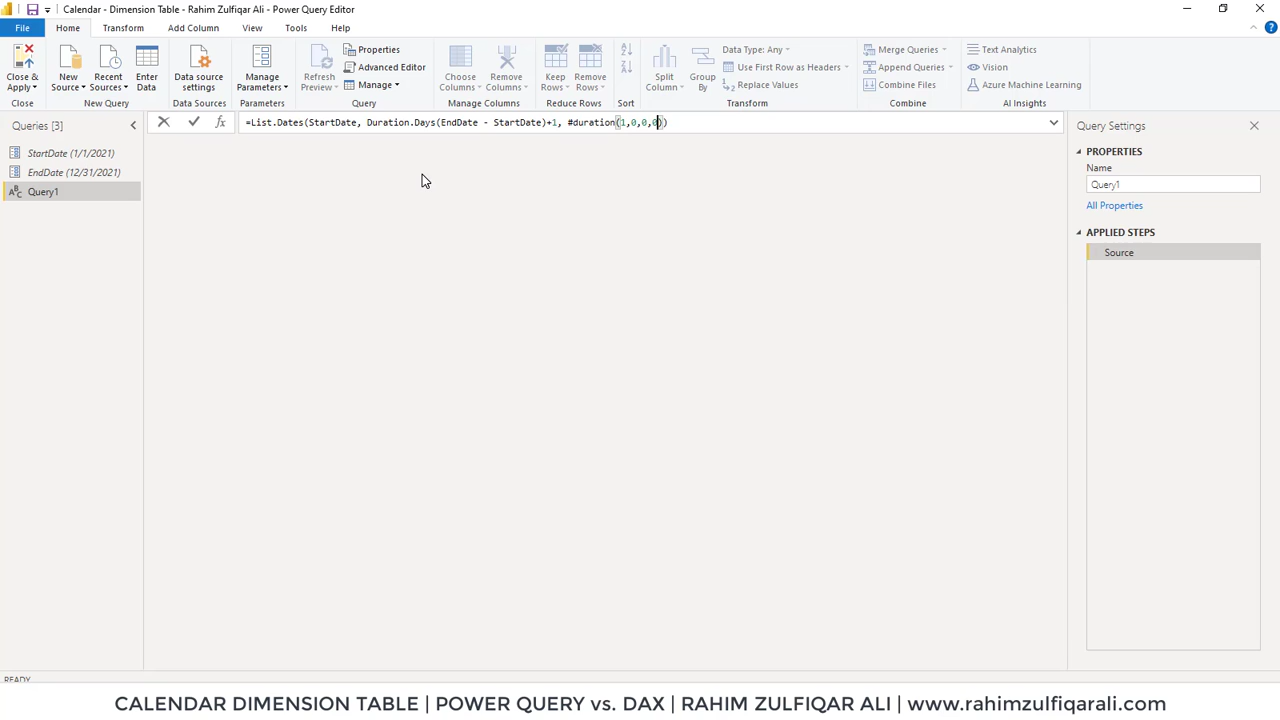 Calendar - Dimension Table - Rahim Zulfiqar Ali - Power Query Editor
File Home Transform Add Column View Tools Help
Close & Apply
New Source
Recent Sources
Enter Data
Data source settings
Manage Parameters
Refresh Preview
Properties
Advanced Editor
Manage
Choose Columns
Remove Columns
Keep Rows
Remove Rows
Split Column
Group By
Data Type: Any
Use First Row as Headers
Replace Values
Merge Queries
Append Queries
Combine Files
Text Analytics
Vision
Azure Machine Learning
Close New Query Data Sources Parameters Query Manage Columns Reduce Rows Sort Transform Combine AI Insights
Queries [3]
StartDate (1/1/2021)
EndDate (12/31/2021)
ABC Query1
fx =List.Dates(StartDate, Duration.Days(EndDate - StartDate)+1, #duration(1,0,0,0))
Query Settings
PROPERTIES
Name
Query1
All Properties
APPLIED STEPS
Source
READY
CALENDAR DIMENSION TABLE | POWER QUERY vs. DAX | RAHIM ZULFIQAR ALI | www.rahimzulfiqarali.com